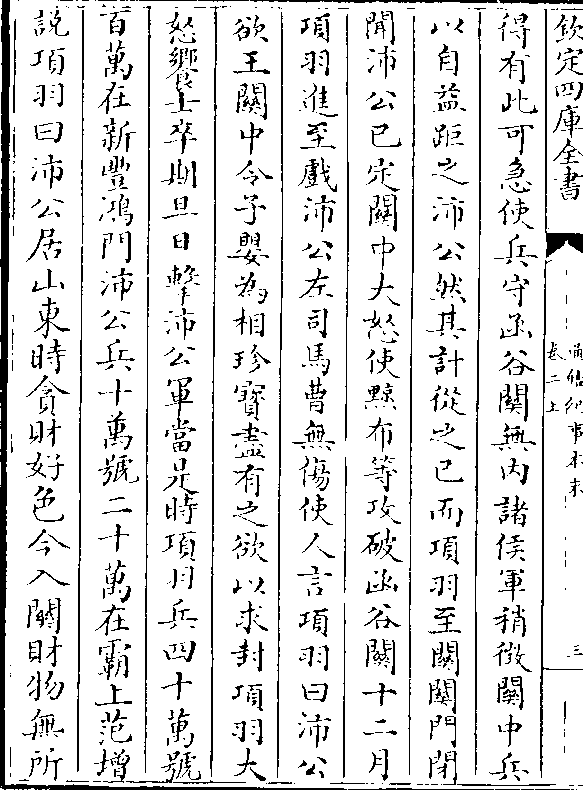 欽定四庫全書
通鑑紀事本末
卷二上
三
得有此可急使兵守函谷關無内諸侯軍稍徵關中兵
以自益距之沛公然其計從之已而項羽至關關門閉
聞沛公已定關中大怒使黥布等攻破函谷關十二月
項羽進至戲沛公左司馬曹無傷使人言項羽曰沛公
欲王關中令子嬰為相珍寶盡有之欲以求封項羽大
怒饗士卒期旦日擊沛公軍當是時項羽兵四十萬號
百萬在新豐鴻門沛公兵十萬號二十萬在霸上范增
説項羽曰沛公居山東時貪財好色今入關財物無所